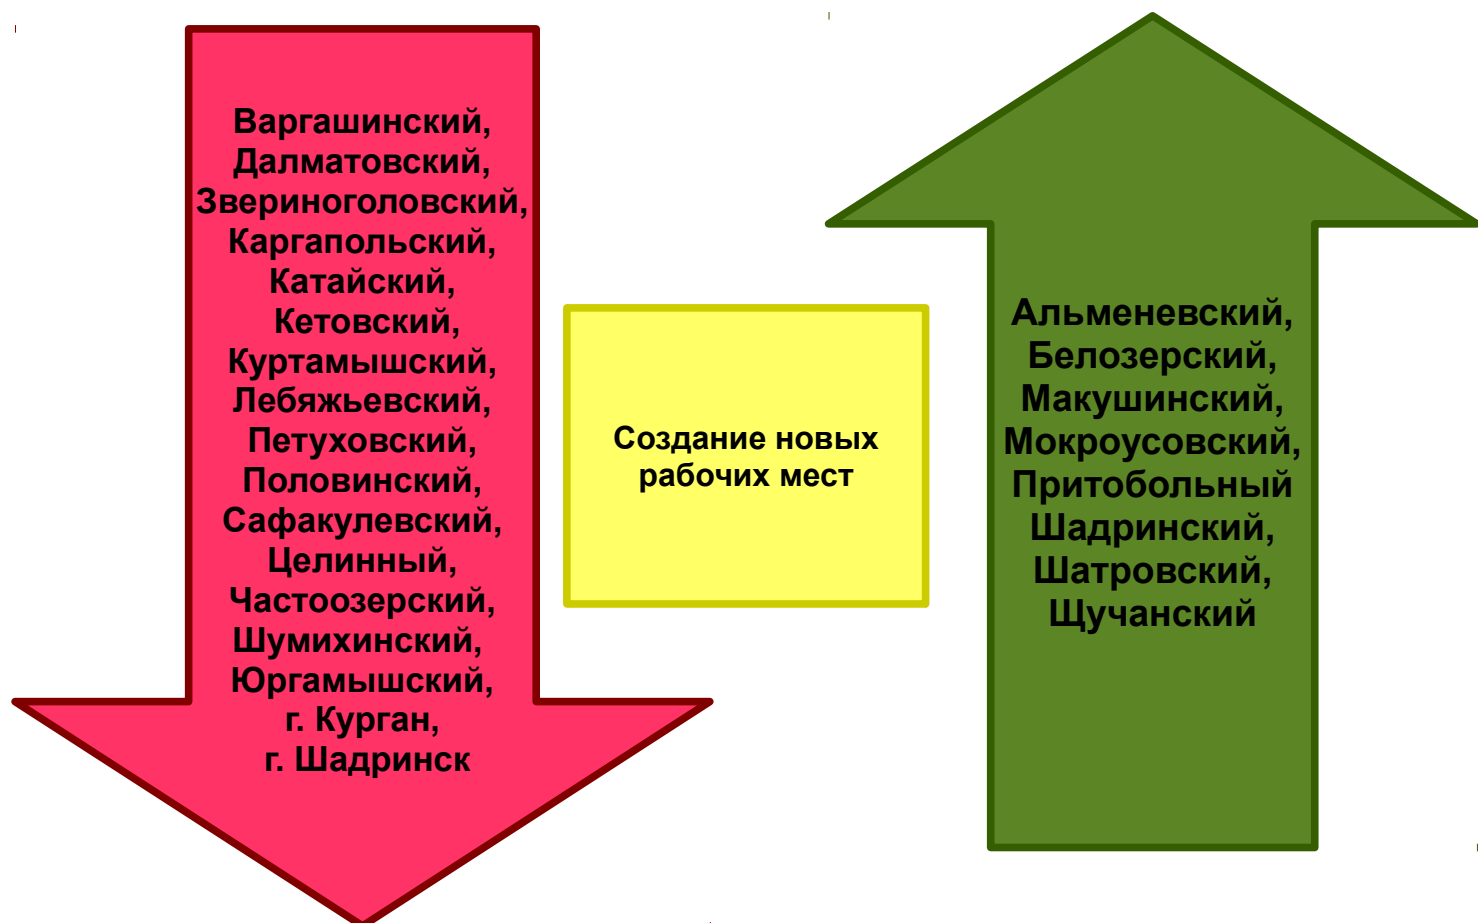 Варгашинский,
Далматовский,
Звериноголовский,
Каргапольский,
Катайский,
Кетовский,
Куртамышский,
Лебяжьевский,
Петуховский,
Половинский,
Сафакулевский,
Целинный,
Частоозерский,
Шумихинский,
Юргамышский,
г. Курган,
г. Шадринск
Создание новых
рабочих мест
Альменевский,
Белозерский,
Макушинский,
Мокроусовский,
Притобольный
Шадринский,
Шатровский,
Щучанский